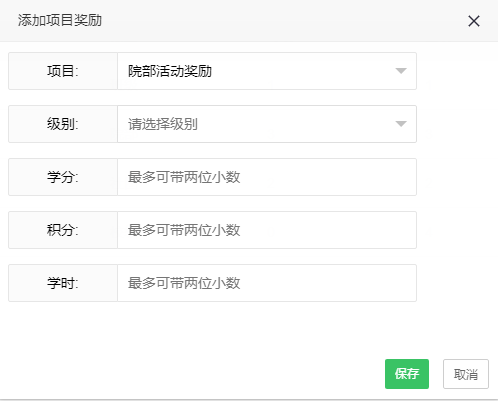 添加项目奖励
项目: 院部活动奖励
级别: 请选择级别
学分: 最多可带两位小数
积分: 最多可带两位小数
学时: 最多可带两位小数
保存 取消